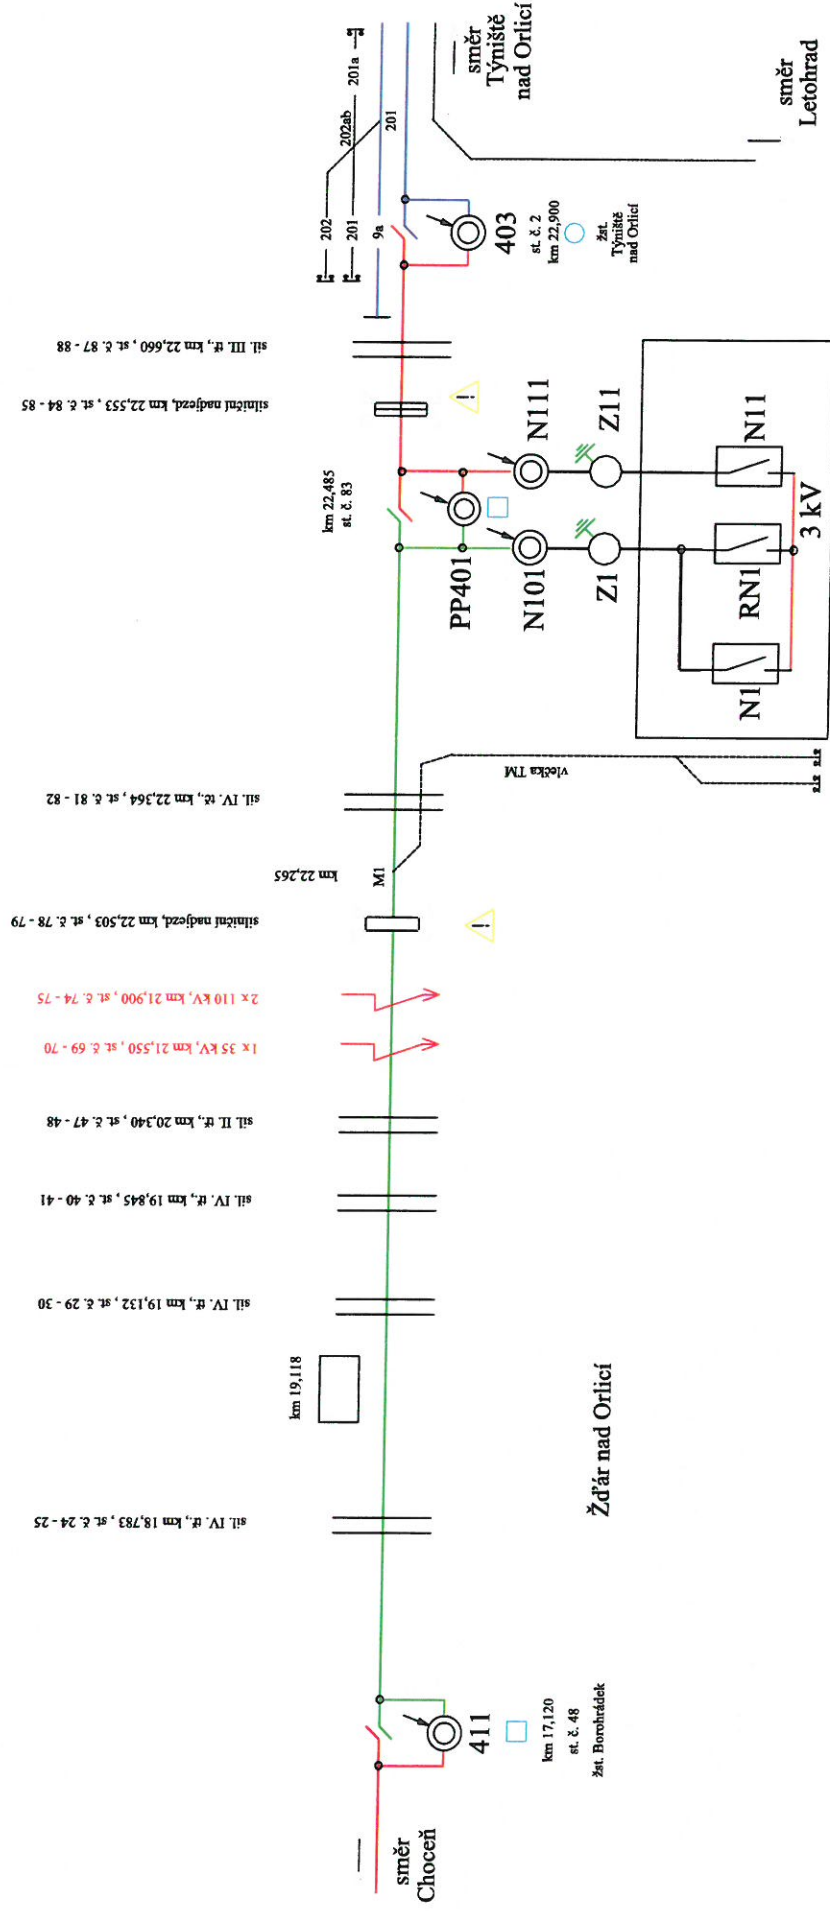 směr
Týniště
nad Orlicí
směr
Letohrad
201a
202ab
201
202
201
9a
403
st. č. 2
km 22,900
žst.
Týniště
nad Orlicí
sil. III. tř., km 22,660 , st č. 87 - 88
silniční nadjezd, km 22,553 , st č. 84 - 85
!
km 22,485
st. č. 83
PP401
N111
Z11
N11
N101
Z1
RN1
N1
3 kV
sil. IV. tč., km 22,364 , st č. 81 - 82
vlečka TM
km 22,265
M1
silniční nadjezd, km 22,503 , st č. 78 - 79
!
2 x 110 kV, km 21,900 , st č. 74 - 75
1x 35 kV, km 21,550 , st č. 69 - 70
sil. II tř., km 20,340 , st č. 47 - 48
sil. IV. tř., km 19,845 , st č. 40 - 41
sil. IV. tř., km 19,132 , st č. 29 - 30
km 19,118
Žďár nad Orlicí
sil. IV. tř., km 18,783 , st č. 24 - 25
411
km 17,120
st. č. 48
žst. Borohrádek
směr
Choceň